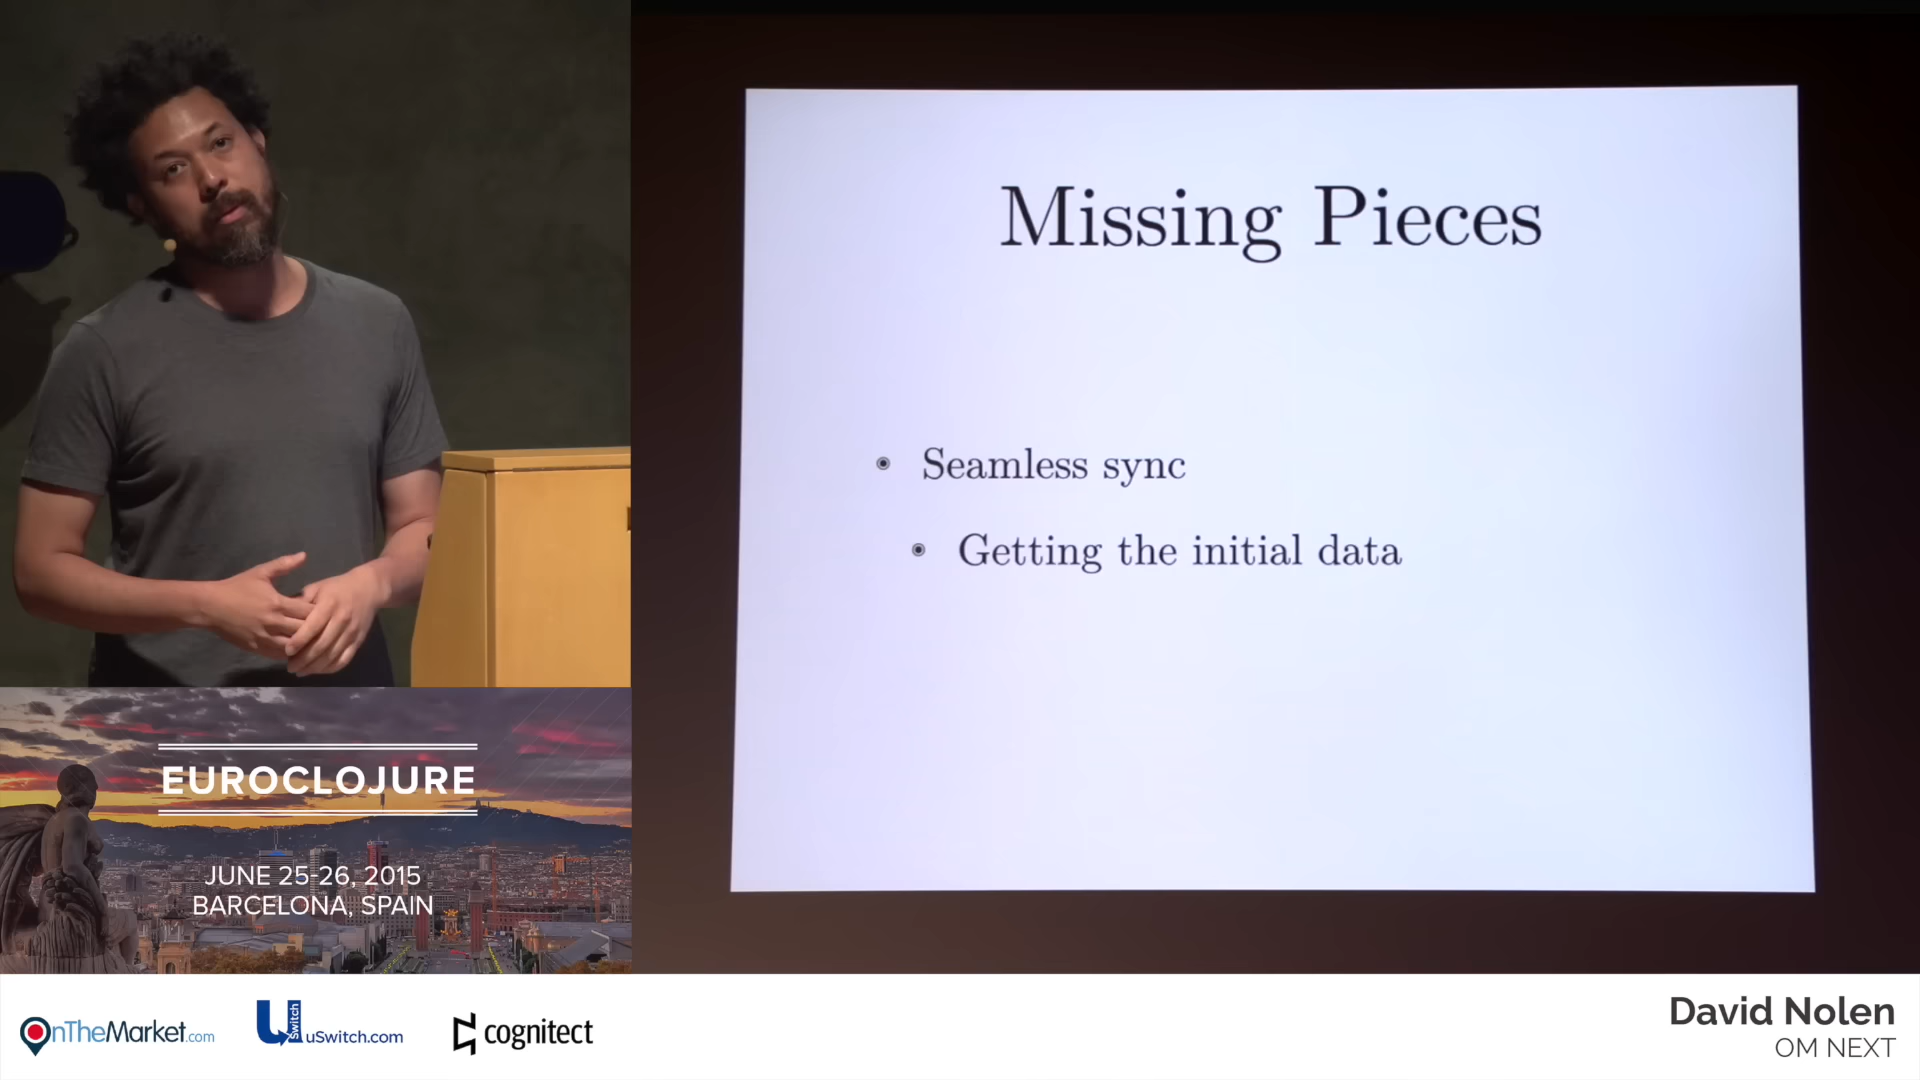 Missing Pieces
Seamless sync
Getting the initial data
EUROCLOJURE
JUNE 25-26, 2015
BARCELONA, SPAIN
OnTheMarket.com
uSwitch
uSwitch.com
cognitect
David Nolen
OM NEXT